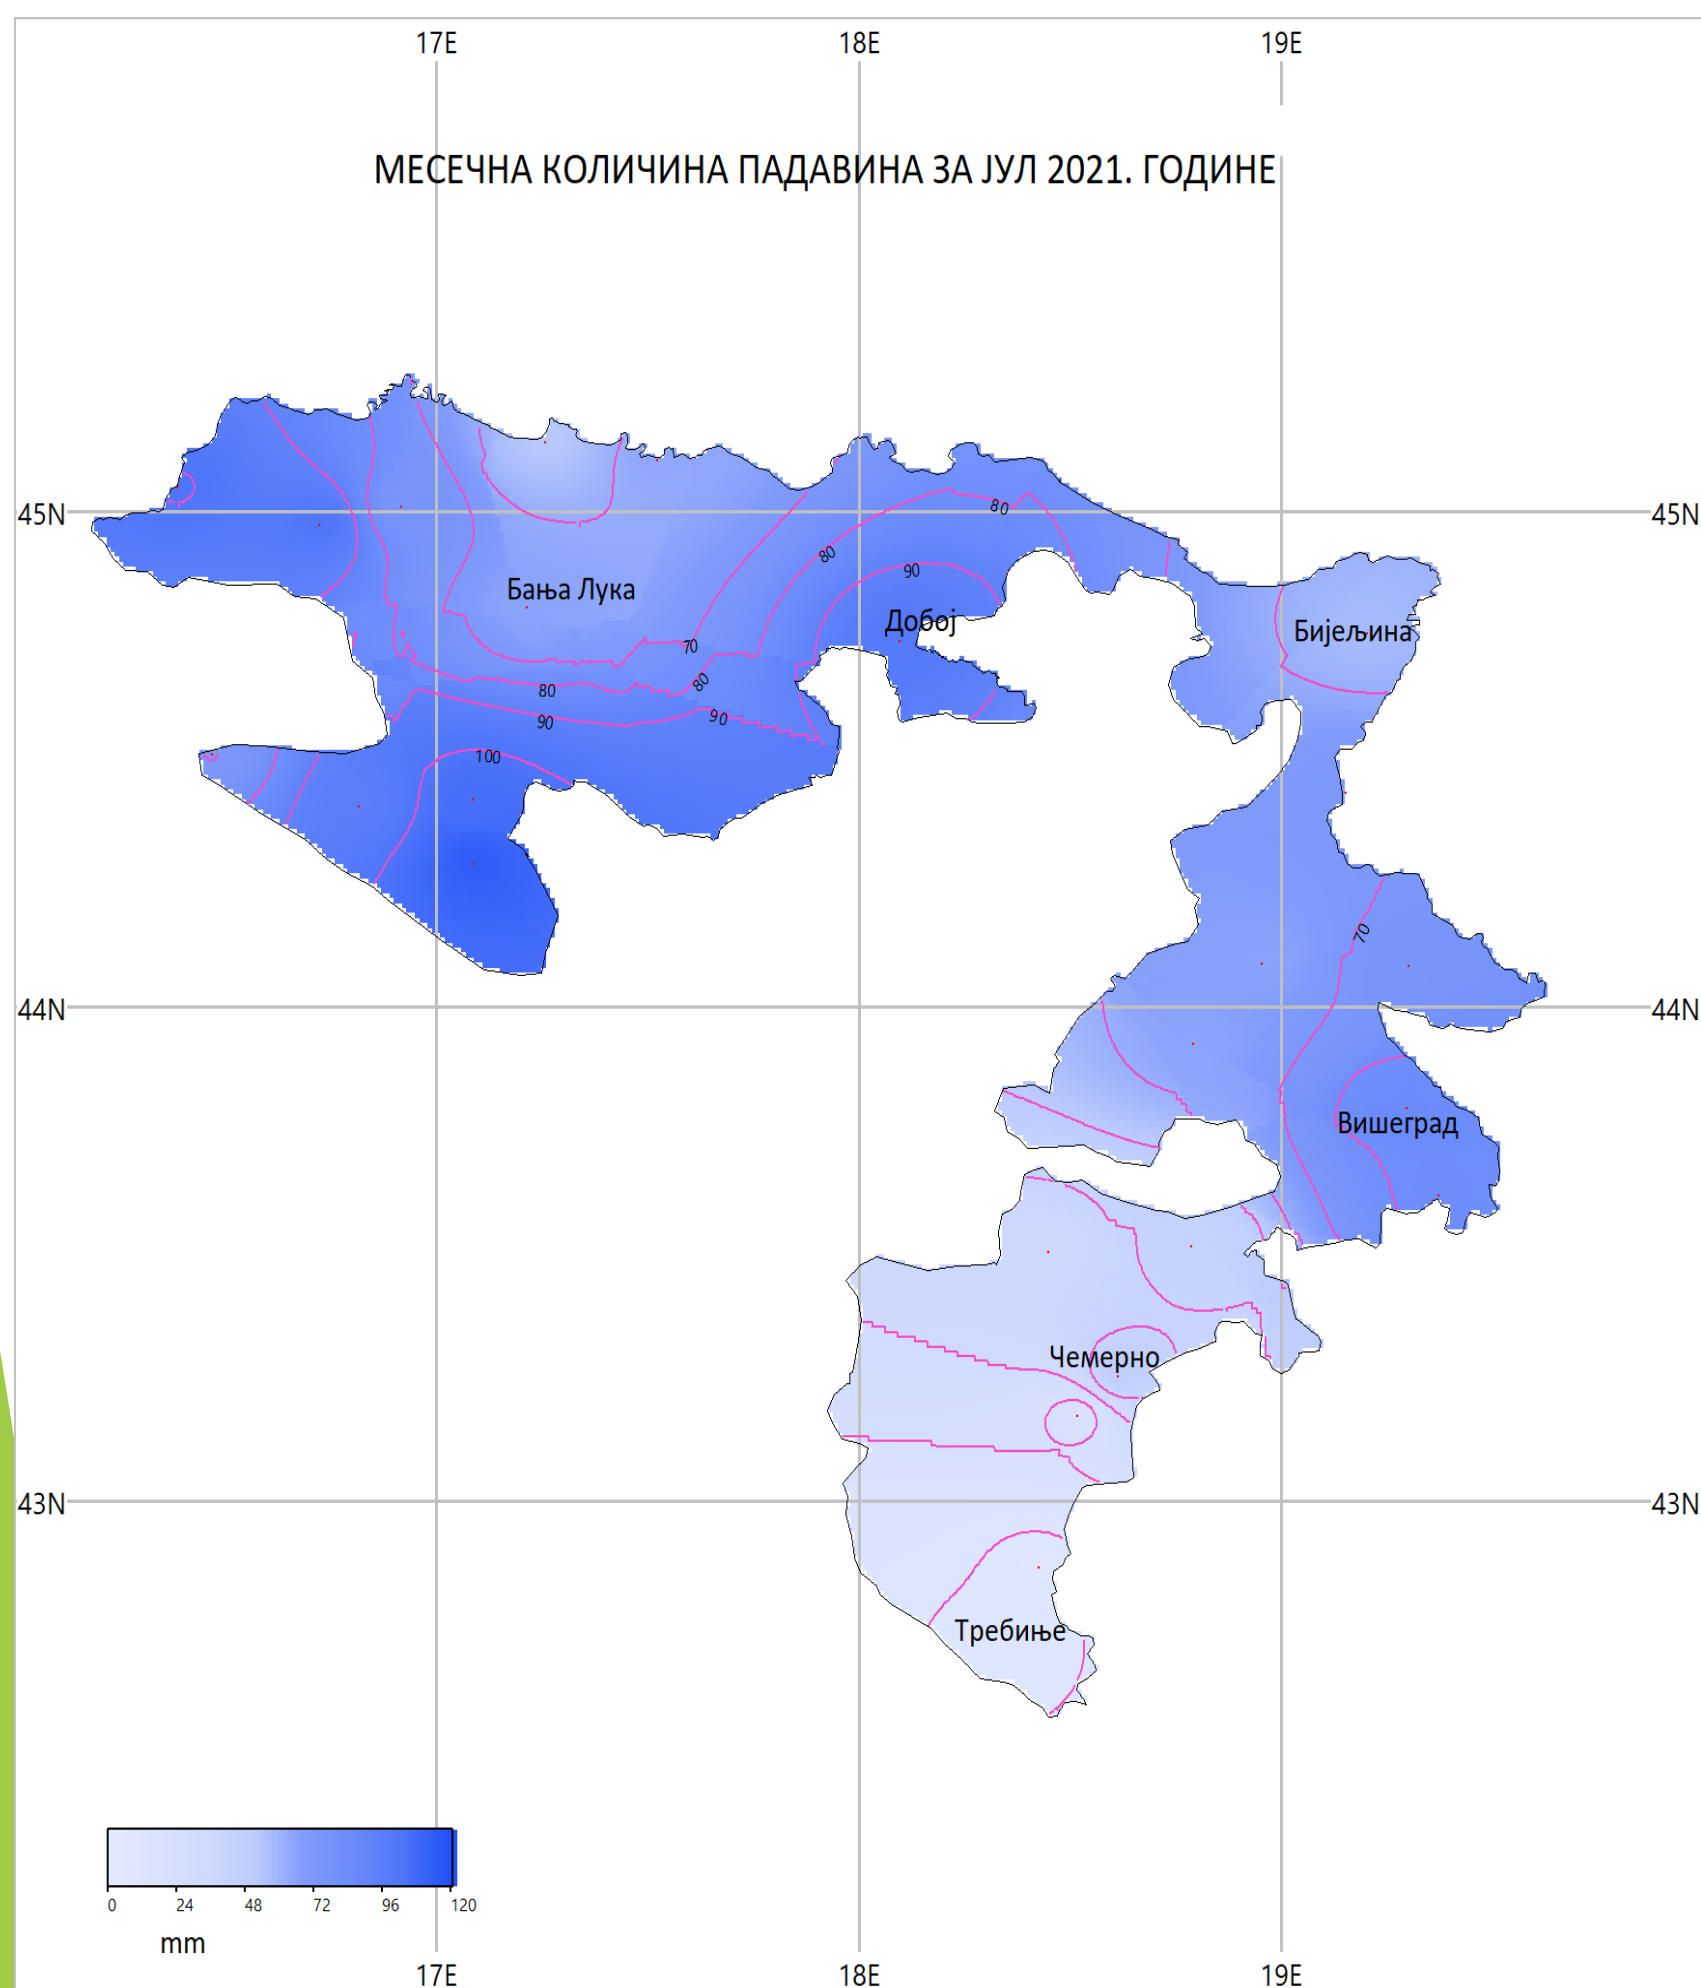 17E 18E 19E
МЕСЕЧНА КОЛИЧИНА ПАДАВИНА ЗА ЈУЛ 2021. ГОДИНЕ
45N 80 45N
80
90
Бања Лука
Добој
Бијељина
70
80 80
90 90
100
70
44N 44N
Вишеград
Чемерно
43N 43N
Требиње
0 24 48 72 96 120
mm
17E 18E 19E